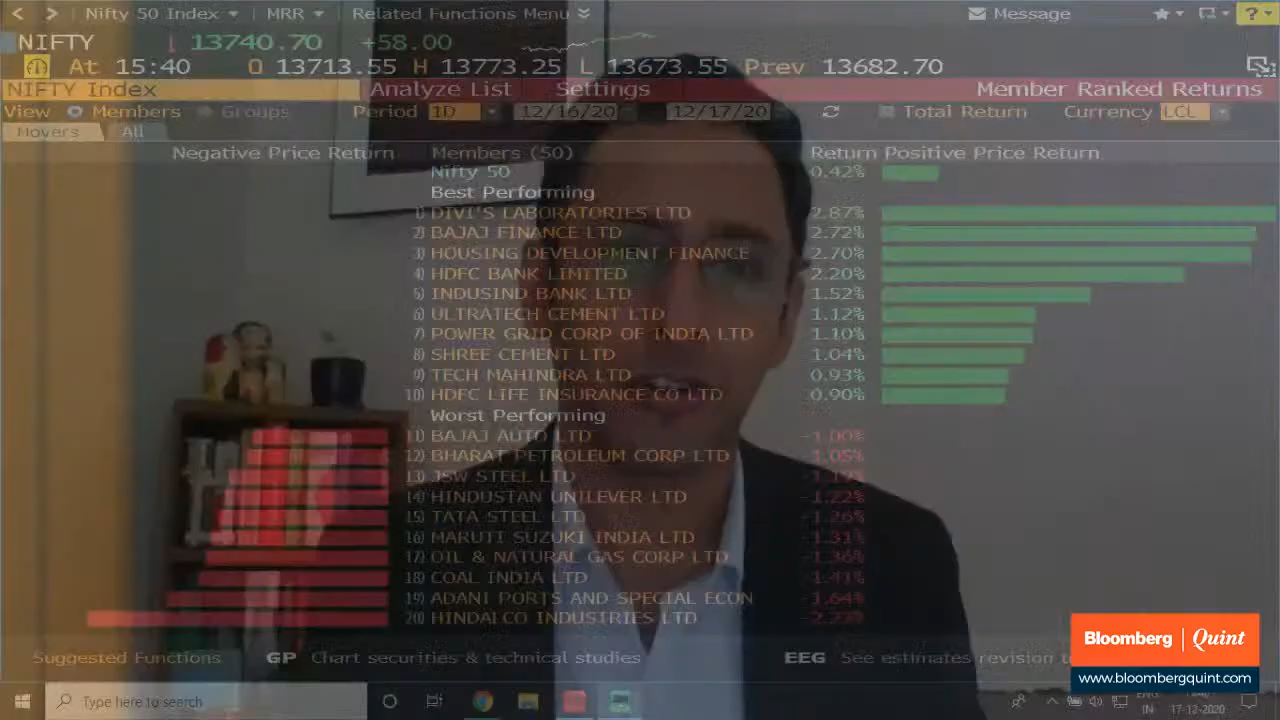 Nifty 50 Index MRR Related Functions Menu Message
NIFTY 13740.70 +58.00
At 15:40 O 13713.55 H 13773.25 L 13673.55 Prev 13682.70
NIFTY Index Analyze List Settings Member Ranked Returns
View Members Groups Period 1D 12/16/20 12/17/20 Total Return Currency LCL
Movers All
Negative Price Return Members (50) Return Positive Price Return
Nifty 50 0.42%
Best Performing
1) DIVI'S LABORATORIES LTD 2.87%
2) BAJAJ FINANCE LTD 2.72%
3) HOUSING DEVELOPMENT FINANCE 2.70%
4) HDFC BANK LIMITED 2.20%
5) INDUSIND BANK LTD 1.52%
6) ULTRATECH CEMENT LTD 1.12%
7) POWER GRID CORP OF INDIA LTD 1.10%
8) SHREE CEMENT LTD 1.04%
9) TECH MAHINDRA LTD 0.93%
10) HDFC LIFE INSURANCE CO LTD 0.90%
Worst Performing
11) BAJAJ AUTO LTD -1.00%
12) BHARAT PETROLEUM CORP LTD -1.05%
13) JSW STEEL LTD
14) HINDUSTAN UNILEVER LTD -1.22%
15) TATA STEEL LTD -1.26%
16) MARUTI SUZUKI INDIA LTD -1.31%
17) OIL & NATURAL GAS CORP LTD -1.36%
18) COAL INDIA LTD -1.41%
19) ADANI PORTS AND SPECIAL ECON -1.64%
20) HINDALCO INDUSTRIES LTD
Suggested Functions GP Chart securities & technical studies EEG See estimates revision
Bloomberg | Quint
www.bloombergquint.com
Type here to search
ENG
IN 17-12-2020